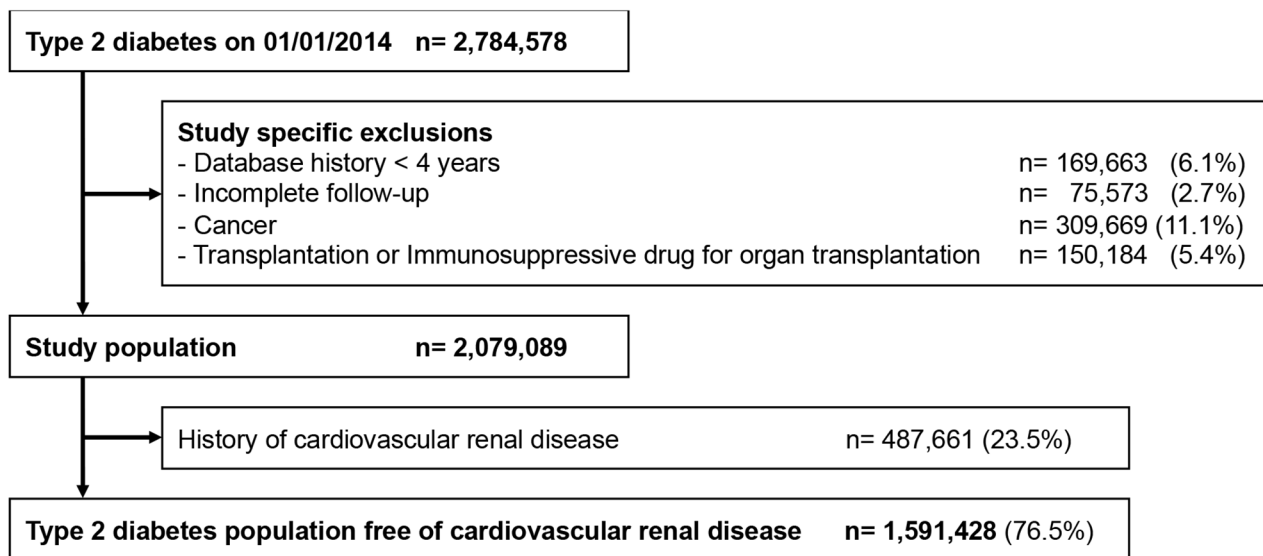 Type 2 diabetes on 01/01/2014 n= 2,784,578
Study specific exclusions
- Database history < 4 years n= 169,663 (6.1%)
- Incomplete follow-up n= 75,573 (2.7%)
- Cancer n= 309,669 (11.1%)
- Transplantation or Immunosuppressive drug for organ transplantation n= 150,184 (5.4%)
Study population n= 2,079,089
History of cardiovascular renal disease n= 487,661 (23.5%)
Type 2 diabetes population free of cardiovascular renal disease n= 1,591,428 (76.5%)